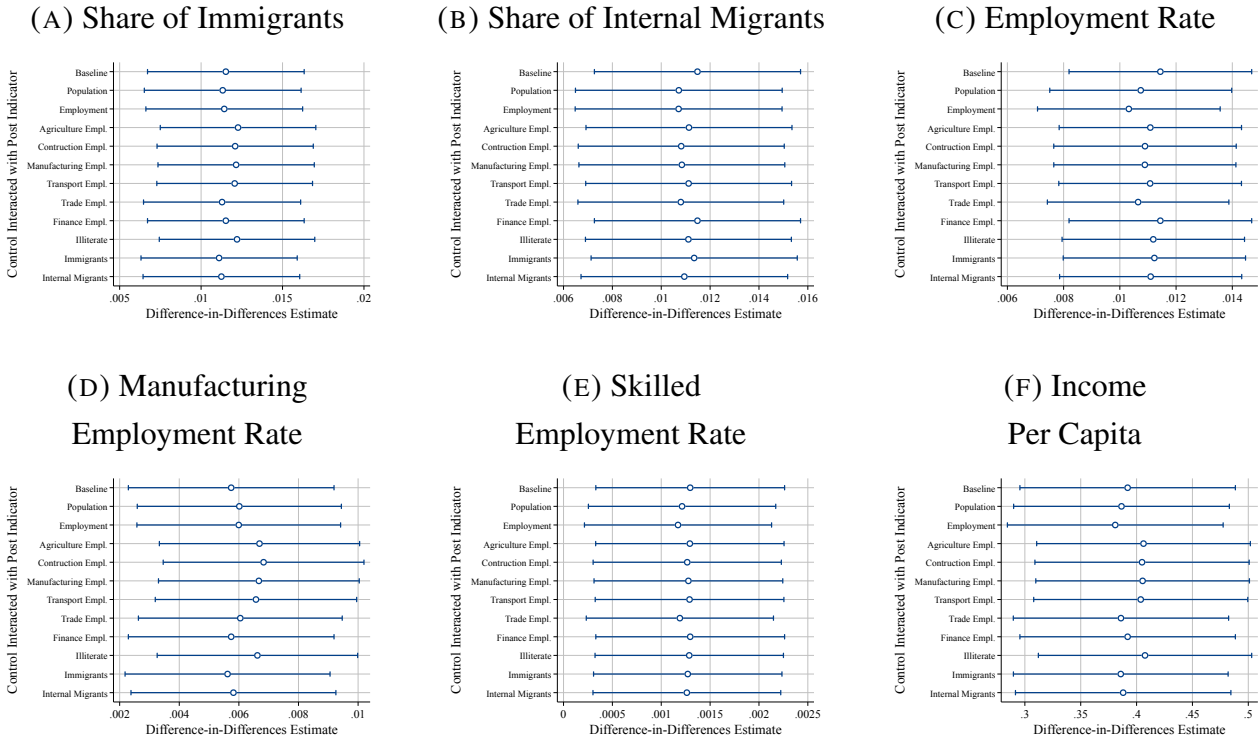 (A) Share of Immigrants
Control Interacted with Post Indicator
Baseline
Population
Employment
Agriculture Empl.
Contruction Empl.
Manufacturing Empl.
Transport Empl.
Trade Empl.
Finance Empl.
Illiterate
Immigrants
Internal Migrants
.005 .01 .015 .02
Difference-in-Differences Estimate
(B) Share of Internal Migrants
Control Interacted with Post Indicator
Baseline
Population
Employment
Agriculture Empl.
Contruction Empl.
Manufacturing Empl.
Transport Empl.
Trade Empl.
Finance Empl.
Illiterate
Immigrants
Internal Migrants
.006 .008 .01 .012 .014 .016
Difference-in-Differences Estimate
(C) Employment Rate
Control Interacted with Post Indicator
Baseline
Population
Employment
Agriculture Empl.
Contruction Empl.
Manufacturing Empl.
Transport Empl.
Trade Empl.
Finance Empl.
Illiterate
Immigrants
Internal Migrants
.006 .008 .01 .012 .014
Difference-in-Differences Estimate
(D) Manufacturing
Employment Rate
Control Interacted with Post Indicator
Baseline
Population
Employment
Agriculture Empl.
Contruction Empl.
Manufacturing Empl.
Transport Empl.
Trade Empl.
Finance Empl.
Illiterate
Immigrants
Internal Migrants
.002 .004 .006 .008 .01
Difference-in-Differences Estimate
(E) Skilled
Employment Rate
Control Interacted with Post Indicator
Baseline
Population
Employment
Agriculture Empl.
Contruction Empl.
Manufacturing Empl.
Transport Empl.
Trade Empl.
Finance Empl.
Illiterate
Immigrants
Internal Migrants
0 .0005 .001 .0015 .002 .0025
Difference-in-Differences Estimate
(F) Income
Per Capita
Control Interacted with Post Indicator
Baseline
Population
Employment
Agriculture Empl.
Contruction Empl.
Manufacturing Empl.
Transport Empl.
Trade Empl.
Finance Empl.
Illiterate
Immigrants
Internal Migrants
.3 .35 .4 .45 .5
Difference-in-Differences Estimate